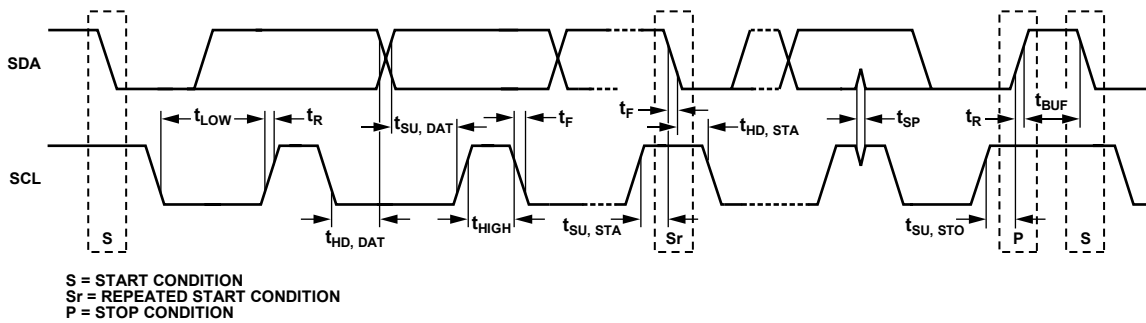 SDA
tLOW
tR
tSU, DAT
tF
tF
tHD, STA
tSP
tR
tBUF
SCL
tHD, DAT
tHIGH
tSU, STA
tSU, STO
S
Sr
P
S
S = START CONDITION
Sr = REPEATED START CONDITION
P = STOP CONDITION